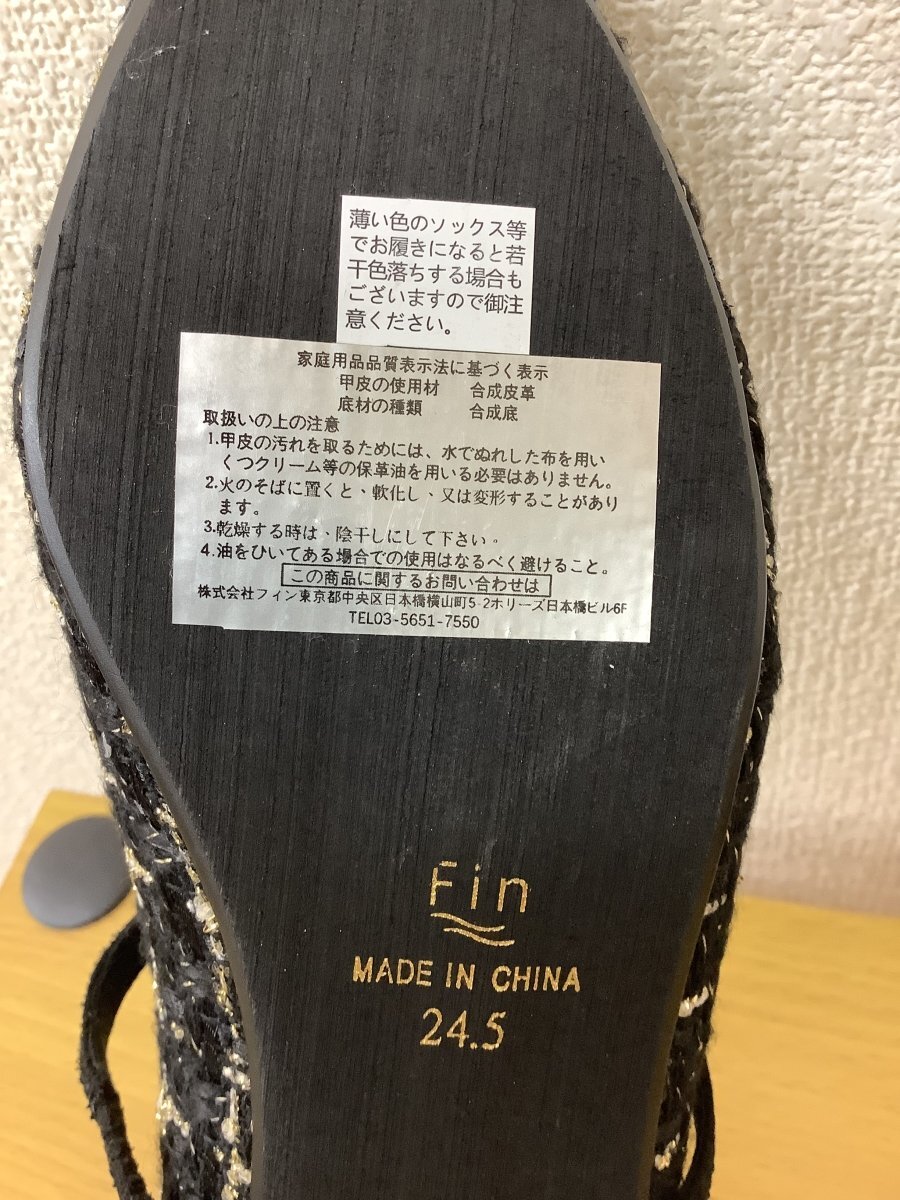 薄い色のソックス等
でお履きになると若
干色落ちする場合も
ございますので御注
意ください。
家庭用品品質表示法に基づく表示
甲皮の使用材 合成皮革
底材の種類 合成底
取扱いの上の注意
1.甲皮の汚れを取るためには、水でぬれした布を用い
くつクリーム等の保革油を用いる必要はありません。
2.火のそばに置くと、軟化し、又は変形することがあり
ます。
3.乾燥する時は、陰干しにして下さい。
4.油をひいてある場合での使用はなるべく避けること。
この商品に関するお問い合わせは
株式会社フィン東京都中央区日本橋横山町5-2ホリーズ日本橋ビル6F
TEL03-5651-7550
Fin
MADE IN CHINA
24.5